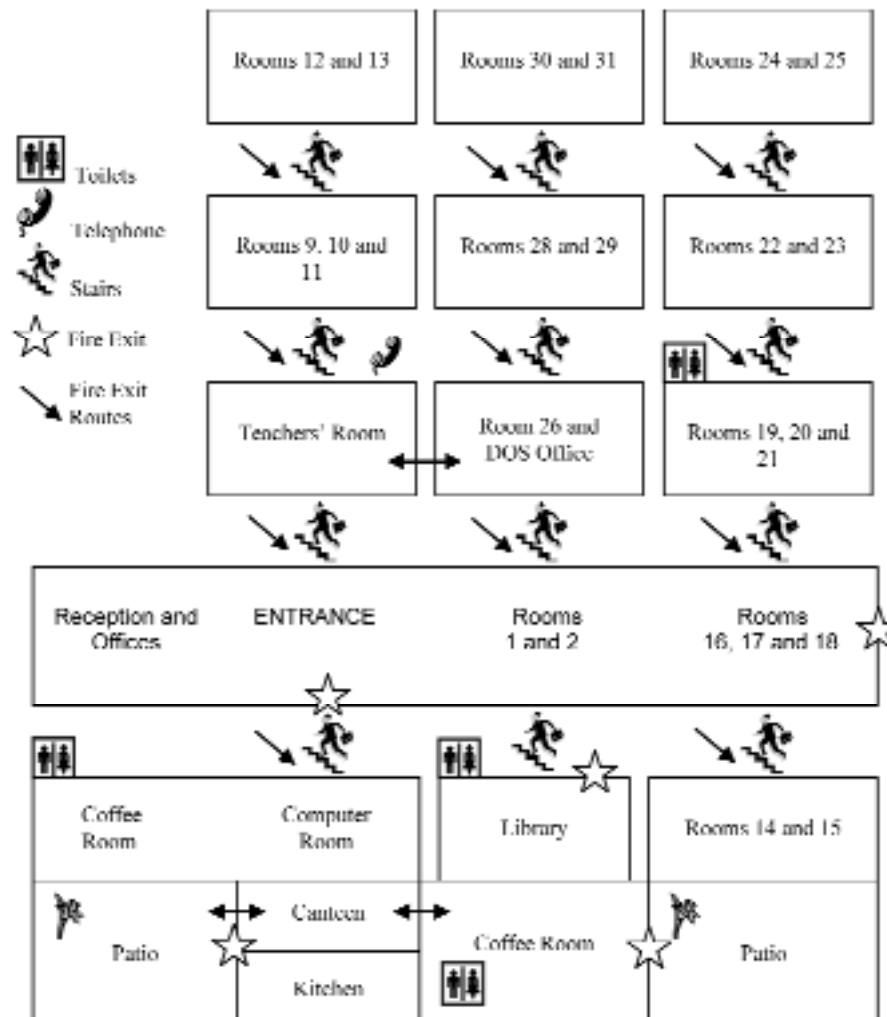 Rooms 12 and 13
Rooms 30 and 31
Rooms 24 and 25
Toilets
Telephone
Stairs
Fire Exit
Fire Exit
Routes
Rooms 9, 10 and
11
Rooms 28 and 29
Rooms 22 and 23
Teachers' Room
Room 26 and
DOS Office
Rooms 19, 20 and
21
Reception and
Offices
ENTRANCE
Rooms
1 and 2
Rooms
16, 17 and 18
Coffee
Room
Computer
Room
Library
Rooms 14 and 15
Patio
Canteen
Kitchen
Coffee Room
Patio